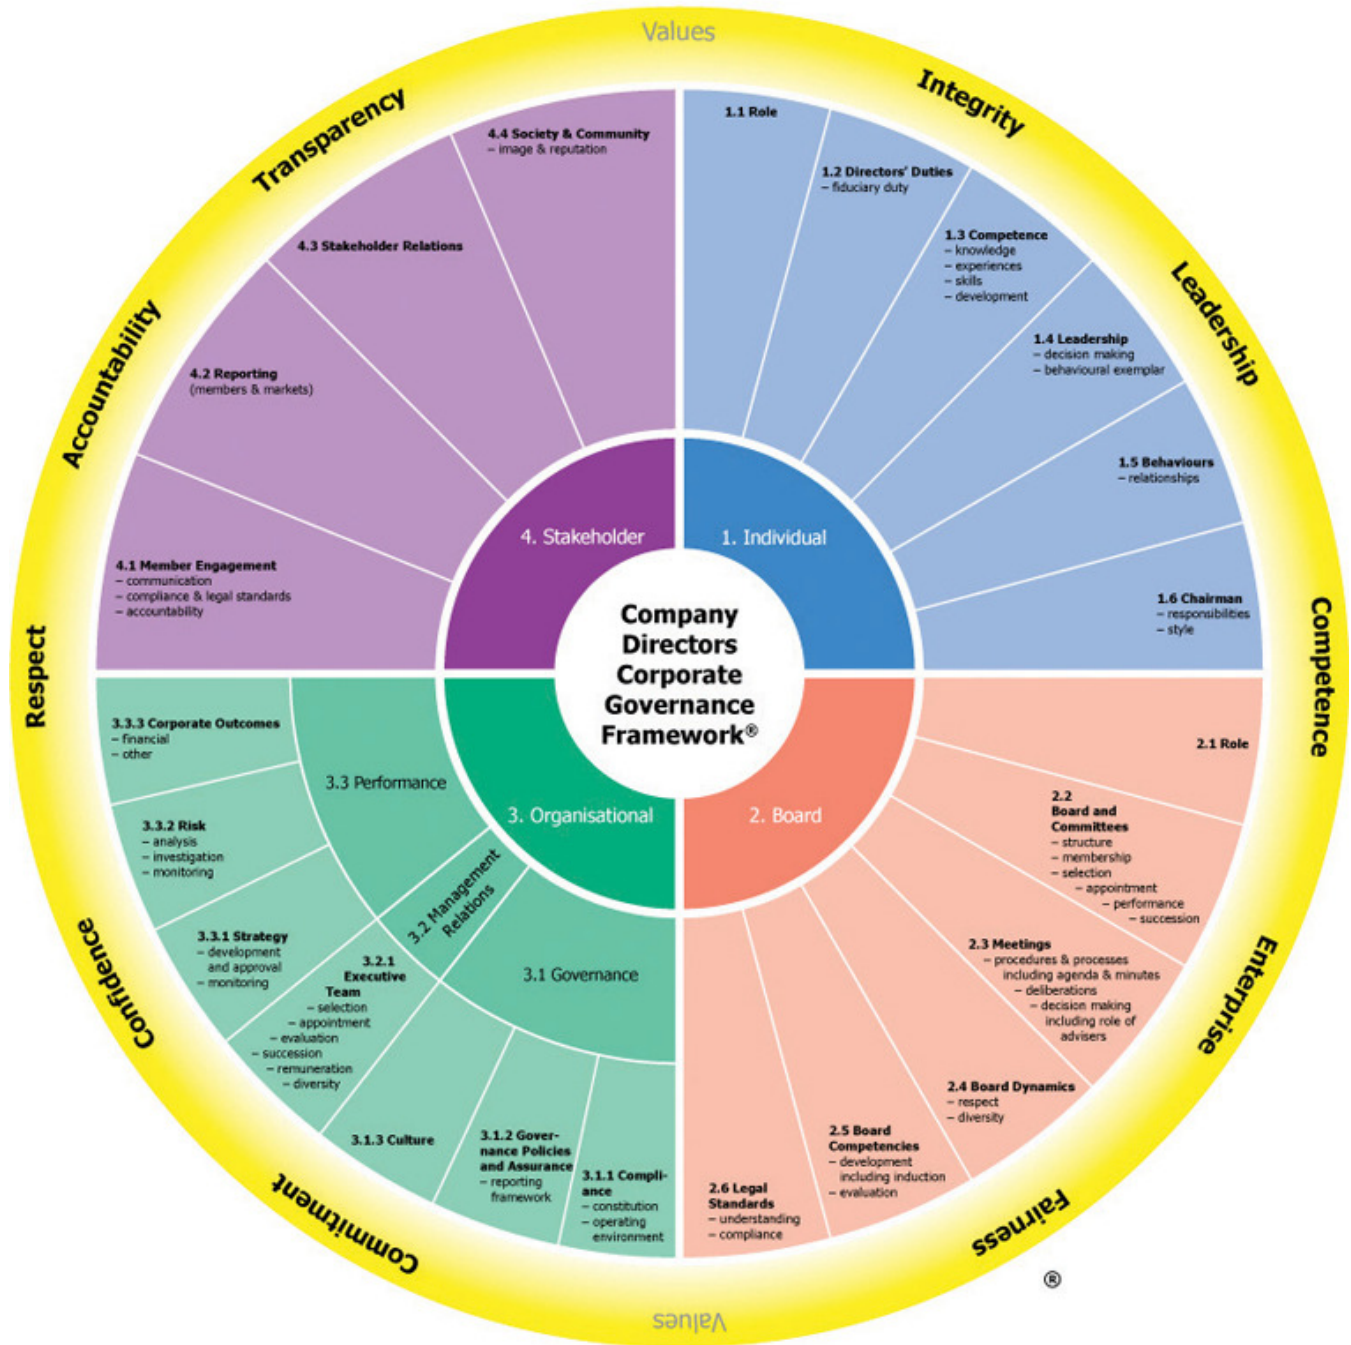 Values
Integrity
Leadership
Competence
Enterprise
Fairness
Values
Commitment
Confidence
Respect
Accountability
Transparency
Company
Directors
Corporate
Governance
Framework®
1. Individual
1.1 Role
1.2 Directors' Duties
– fiduciary duty
1.3 Competence
– knowledge
– experiences
– skills
– development
1.4 Leadership
– decision making
– behavioural exemplar
1.5 Behaviours
– relationships
1.6 Chairman
– responsibilities
– style
2. Board
2.1 Role
2.2
Board and
Committees
– structure
– membership
– selection
– appointment
– performance
– succession
2.3 Meetings
– procedures & processes
including agenda & minutes
– deliberations
– decision making
including role of
advisers
2.4 Board Dynamics
– respect
– diversity
2.5 Board
Competencies
– development
including induction
– evaluation
2.6 Legal
Standards
– understanding
– compliance
3. Organisational
3.1 Governance
3.1.1 Compli-
ance
– constitution
– operating
environment
3.1.2 Gover-
nance Policies
and Assurance
– reporting
framework
3.1.3 Culture
3.2 Management
Relations
3.2.1
Executive
Team
– selection
– appointment
– evaluation
– succession
– remuneration
– diversity
3.3 Performance
3.3.1 Strategy
– development
and approval
– monitoring
3.3.2 Risk
– analysis
– investigation
– monitoring
3.3.3 Corporate Outcomes
– financial
– other
4. Stakeholder
4.1 Member Engagement
– communication
– compliance & legal standards
– accountability
4.2 Reporting
(members & markets)
4.3 Stakeholder Relations
4.4 Society & Community
– image & reputation
®